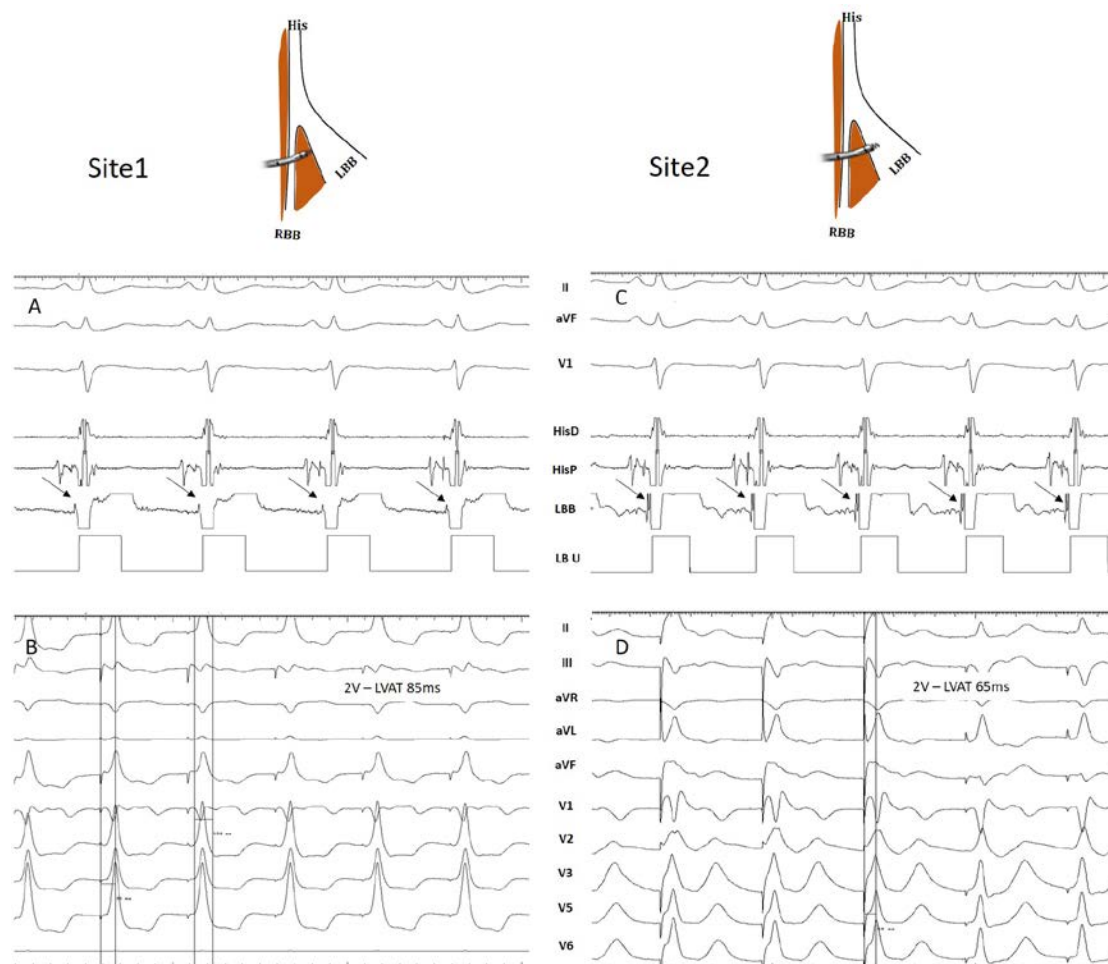 His
Site1
LBB
RBB
His
Site2
LBB
RBB
A
II
aVF
V1
HisD
HisP
LBB
LB U
C
B
2V – LVAT 85ms
II
III
aVR
aVL
aVF
V1
V2
V3
V5
V6
D
2V – LVAT 65ms